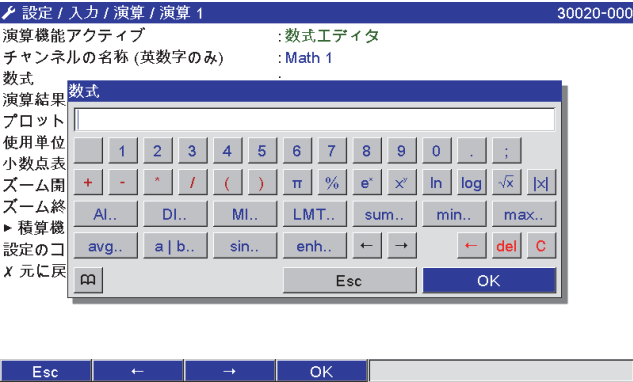 設定 / 入力 / 演算 / 演算 1 30020-000
演算機能アクティブ :数式エディタ
チャンネルの名称 (英数字のみ) :Math 1
数式 :
数式
演算結果
プロット
使用単位
1 2 3 4 5 6 7 8 9 0 . ;
小数点表
ズーム開
+ - * / ( ) π % eˣ xʸ ln log √x |x|
ズーム終
AI.. DI.. MI.. LMT.. sum.. min.. max..
►積算機
設定のコ
avg.. a | b.. sin.. enh.. ← → ← del C
X 元に戻
Esc OK
Esc ← → OK